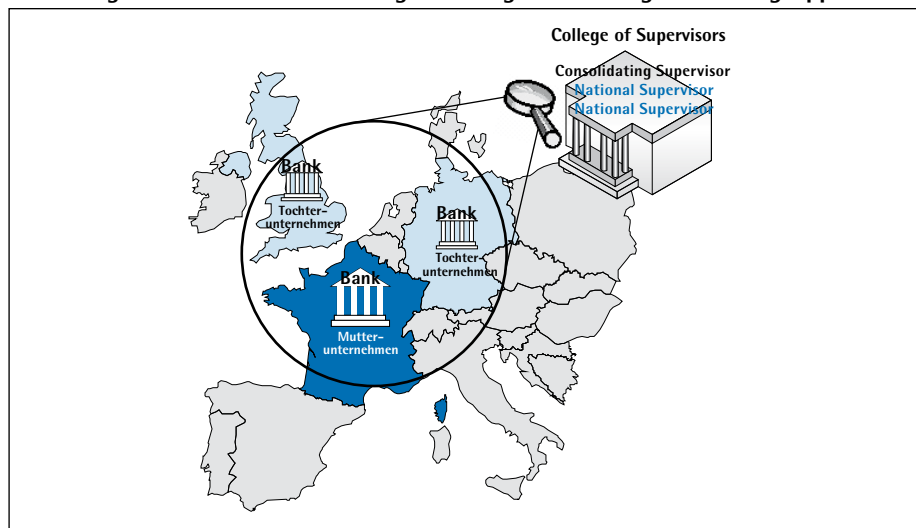 College of Supervisors
Consolidating Supervisor
National Supervisor
National Supervisor
Bank
Tochter-
unternehmen
Bank
Tochter-
unternehmen
Bank
Mutter-
unternehmen